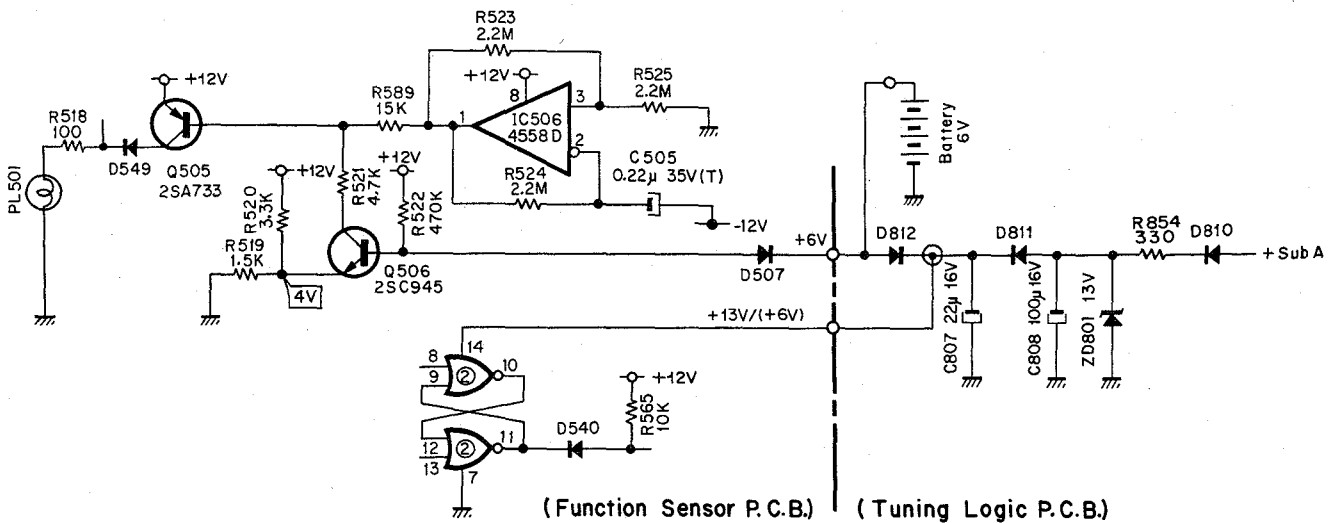 R523
2.2M
+12V
+12V
R525
2.2M
R589
15K
8
3
1
IC506
4558D
2
R518
100
D549
Q505
2SA733
PL501
+12V
R521
4.7K
+12V
R522
470K
R524
2.2M
C505
0.22μ 35V(T)
-12V
Battery
6V
R520
3.3K
R519
1.5K
4V
Q506
2SC945
D507
+6V
D812
D811
R854
330
D810
+SubA
C807 22μ 16V
C808 100μ 16V
ZD801 13V
+13V/(+6V)
14
8
9
②
10
+12V
R565
10K
12
13
②
11
D540
7
(Function Sensor P.C.B.)
(Tuning Logic P.C.B.)